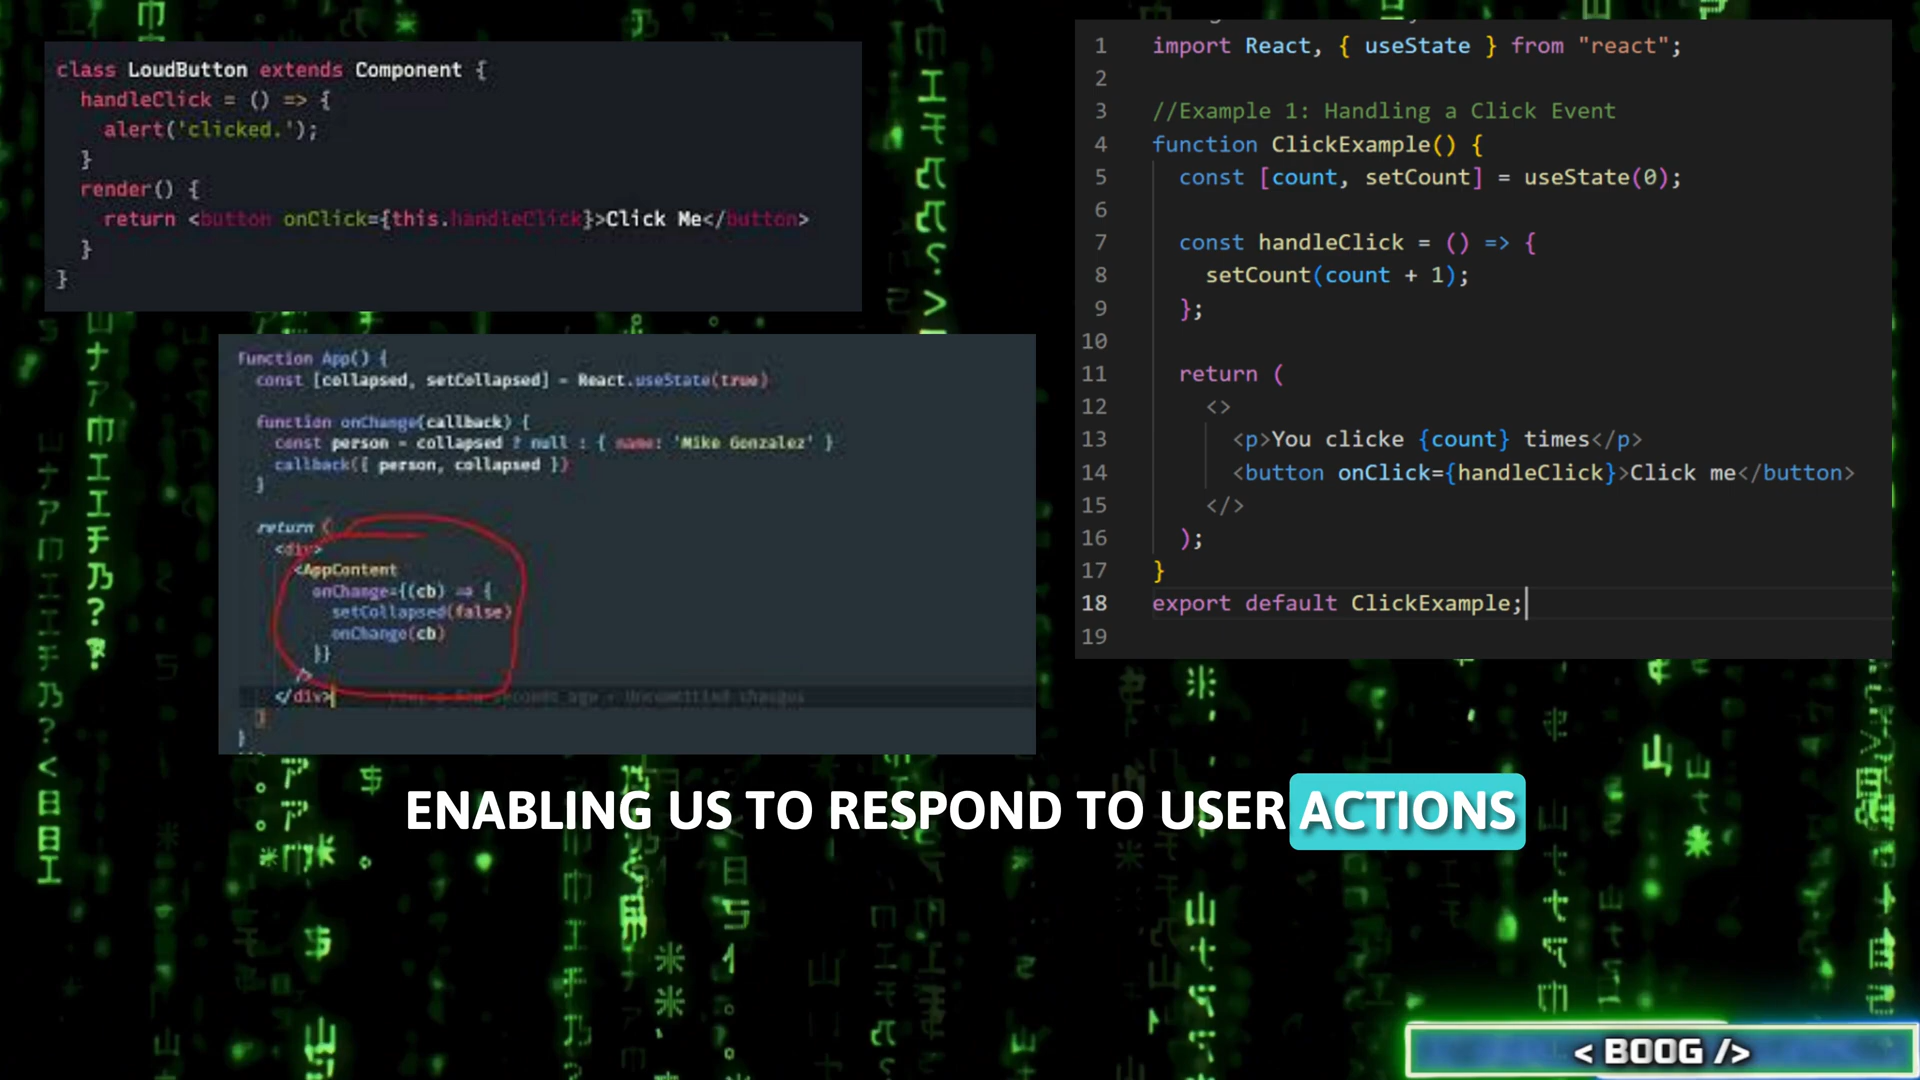 class LoudButton extends Component {
handleClick = () => {
alert('clicked.');
}
render() {
return <button onClick={this.handleClick}>Click Me</button>
}
}
function App() {
const [collapsed, setCollapsed] = React.useState(true)
function onChange(callback) {
const person = collapsed ? null : { name: 'Mike Gonzalez' }
callback({ person, collapsed })
}
return (
<div>
<AppContent
onChange={(cb) => {
setCollapsed(false)
onChange(cb)
}}
/>
</div>
)
}
1 import React, { useState } from "react";
2
3 //Example 1: Handling a Click Event
4 function ClickExample() {
5 const [count, setCount] = useState(0);
6
7 const handleClick = () => {
8 setCount(count + 1);
9 };
10
11 return (
12 <>
13 <p>You clicke {count} times</p>
14 <button onClick={handleClick}>Click me</button>
15 </>
16 );
17 }
18 export default ClickExample;
19
ENABLING US TO RESPOND TO USER ACTIONS
< BOOG />